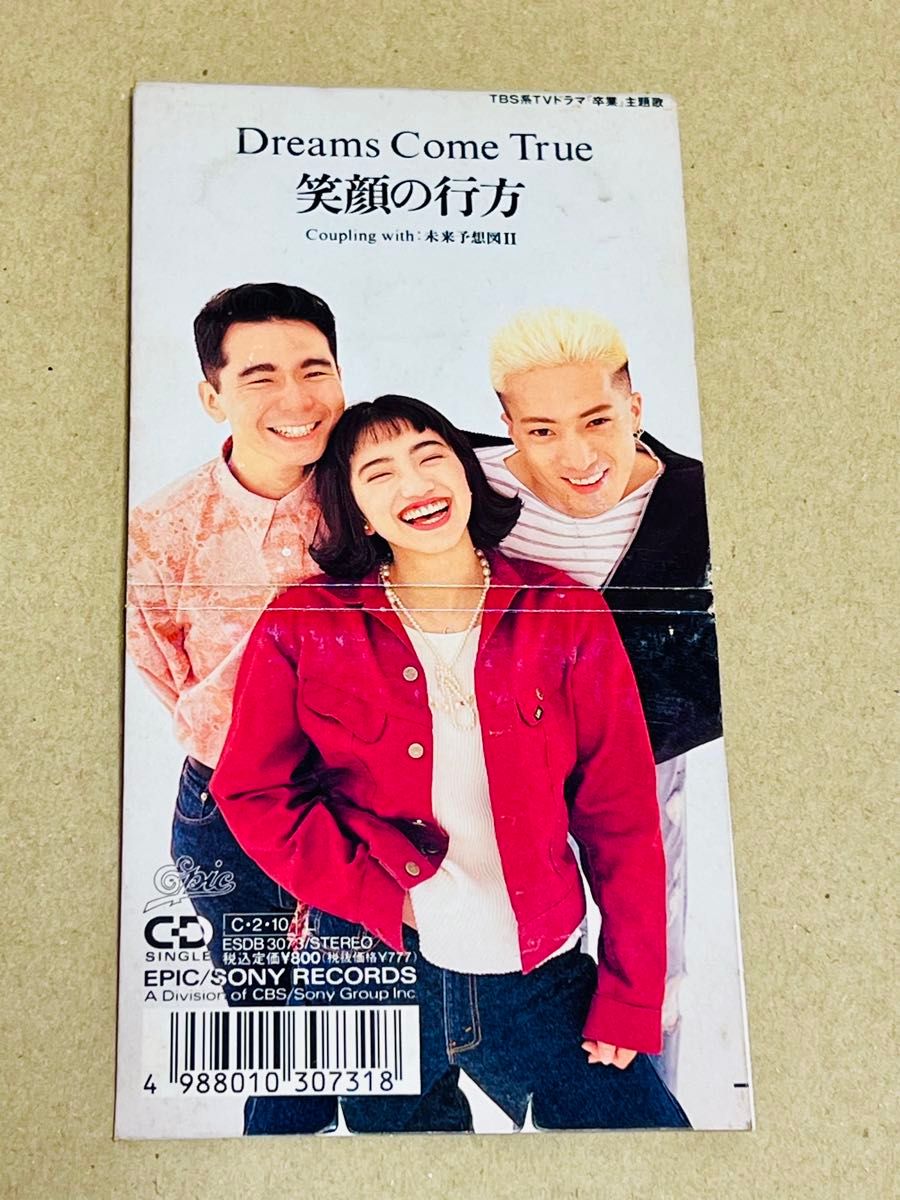 TBS系TVドラマ『卒業』主題歌
Dreams Come True
笑顔の行方
Coupling with:未来予想図II
Epic
CD
SINGLE
C・2・10
ESDB 3073/STEREO
税込定価¥800(税抜価格¥777)
EPIC/SONY RECORDS
A Division of CBS/Sony Group Inc.
4 988010 307318